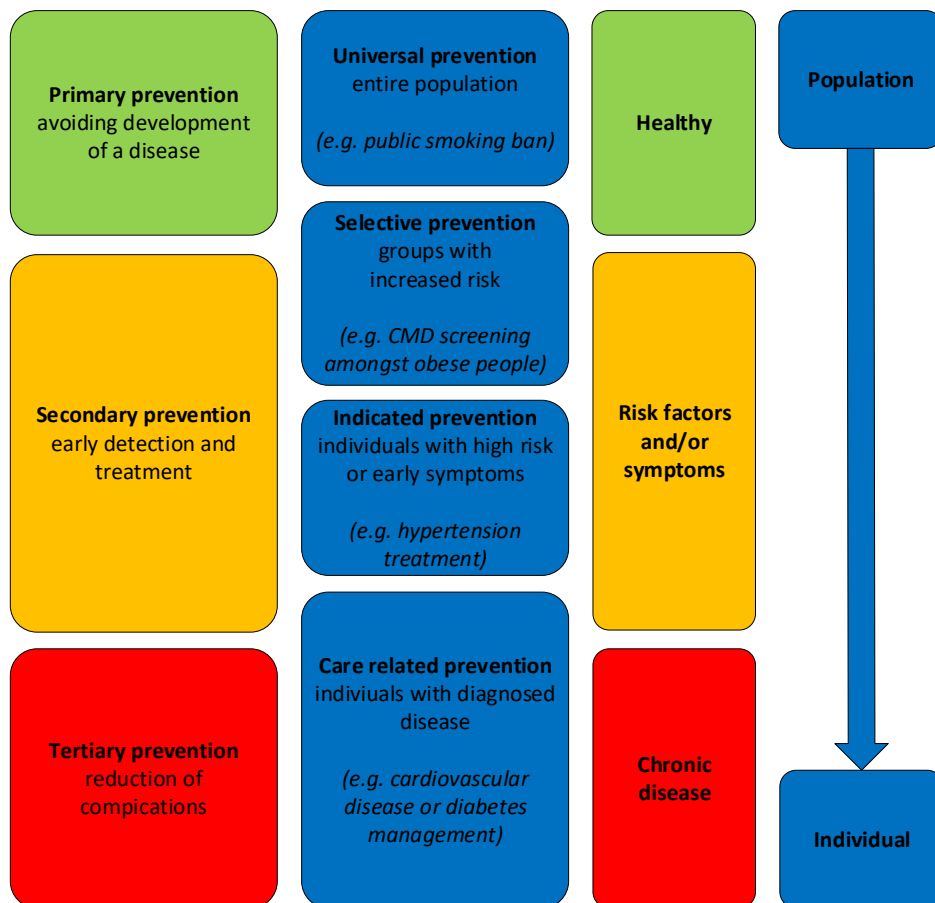 Primary prevention
avoiding development
of a disease
Universal prevention
entire population
(e.g. public smoking ban)
Healthy
Population
Selective prevention
groups with
increased risk
(e.g. CMD screening
amongst obese people)
Secondary prevention
early detection and
treatment
Indicated prevention
individuals with high risk
or early symptoms
(e.g. hypertension
treatment)
Risk factors
and/or
symptoms
Tertiary prevention
reduction of
compications
Care related prevention
indiviuals with diagnosed
disease
(e.g. cardiovascular
disease or diabetes
management)
Chronic
disease
Individual